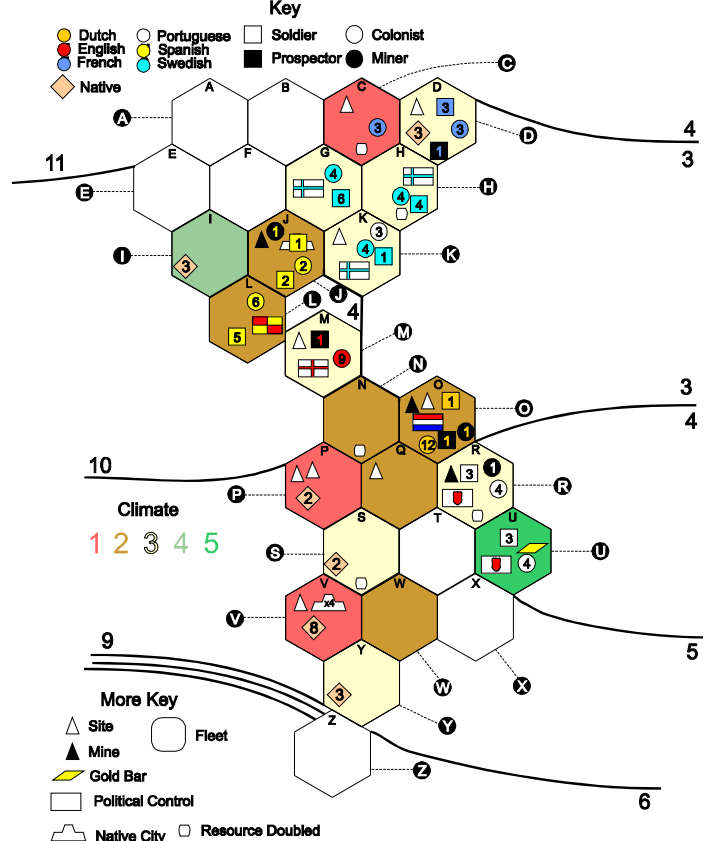 Key
Dutch
English
French
Portuguese
Spanish
Swedish
Soldier
Prospector
Colonist
Miner
Native
C
A B C D
3 3 3
A
3 1
D
4
3
11
E F G H
4
6
4 4
E
H
I J K
1 1 3
4 1
2
2
3
I
K
J
L
6
5
L
4
M
1
9
M
N
N O
1
12 1 1
O
3
4
10
P Q R
2
3 1
4
P
R
Climate
1 2 3 4 5
S T U
2
3
4
S
U
V W X
x4
8
V
5
9
Y
3
W
X
Y
More Key
Site
Mine
Gold Bar
Political Control
Native City
Fleet
Resource Doubled
Z
Z
6